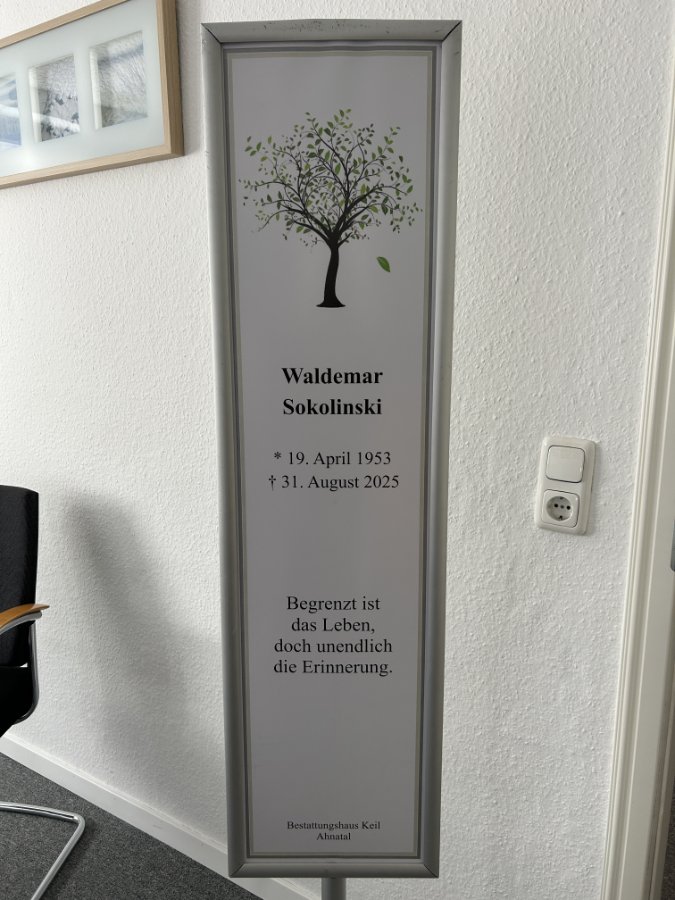 Waldemar
Sokolinski
* 19. April 1953
† 31. August 2025
Begrenzt ist
das Leben,
doch unendlich
die Erinnerung.
Bestattungshaus Keil
Ahnatal